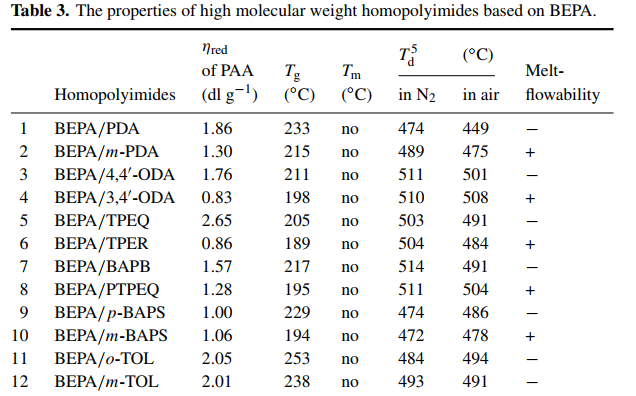 Table 3. The properties of high molecular weight homopolyimides based on BEPA.
ηred T⁵d (°C)
of PAA Tg Tm Melt-
Homopolyimides (dl g⁻¹) (°C) (°C) in N₂ in air flowability
1 BEPA/PDA 1.86 233 no 474 449 −
2 BEPA/m-PDA 1.30 215 no 489 475 +
3 BEPA/4,4′-ODA 1.76 211 no 511 501 −
4 BEPA/3,4′-ODA 0.83 198 no 510 508 +
5 BEPA/TPEQ 2.65 205 no 503 491 −
6 BEPA/TPER 0.86 189 no 504 484 +
7 BEPA/BAPB 1.57 217 no 514 491 −
8 BEPA/PTPEQ 1.28 195 no 511 504 +
9 BEPA/p-BAPS 1.00 229 no 474 486 −
10 BEPA/m-BAPS 1.06 194 no 472 478 +
11 BEPA/o-TOL 2.05 253 no 484 494 −
12 BEPA/m-TOL 2.01 238 no 493 491 −